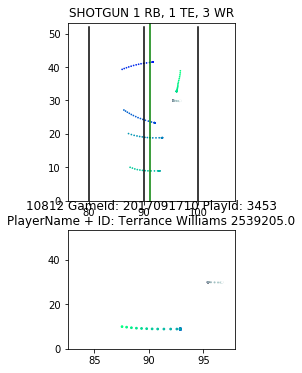 SHOTGUN 1 RB, 1 TE, 3 WR
50
40
30
20
10
0
80 90 100
10812 GameId: 2017091710 PlayId: 3453
PlayerName + ID: Terrance Williams 2539205.0
40
20
0
85 90 95